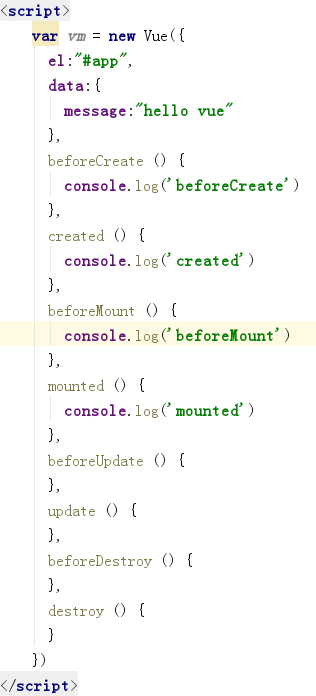 <script>
var vm = new Vue({
el:"#app",
data:{
message:"hello vue"
},
beforeCreate () {
console.log('beforeCreate')
},
created () {
console.log('created')
},
beforeMount () {
console.log('beforeMount')
},
mounted () {
console.log('mounted')
},
beforeUpdate () {
},
update () {
},
beforeDestroy () {
},
destroy () {
}
})
</script>